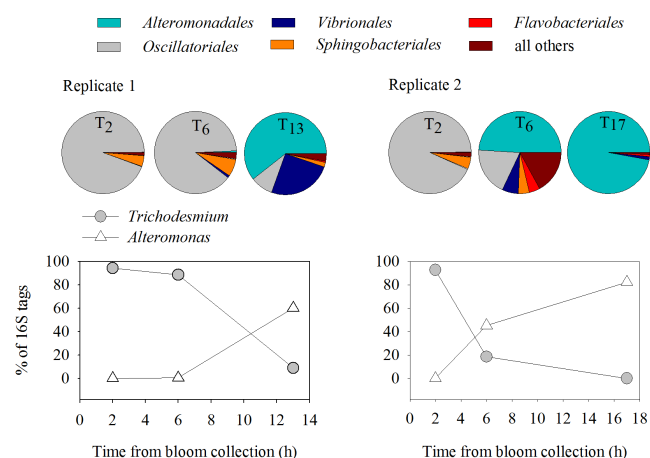 Alteromonadales Vibrionales Flavobacteriales
Oscillatoriales Sphingobacteriales all others
Replicate 1 Replicate 2
T2 T6 T13 T2 T6 T17
Trichodesmium
Alteromonas
% of 16S tags
100
80
60
40
20
0
0 2 4 6 8 10 12 14
Time from bloom collection (h)
100
80
60
40
20
0
0 2 4 6 8 10 12 14 16 18
Time from bloom collection (h)